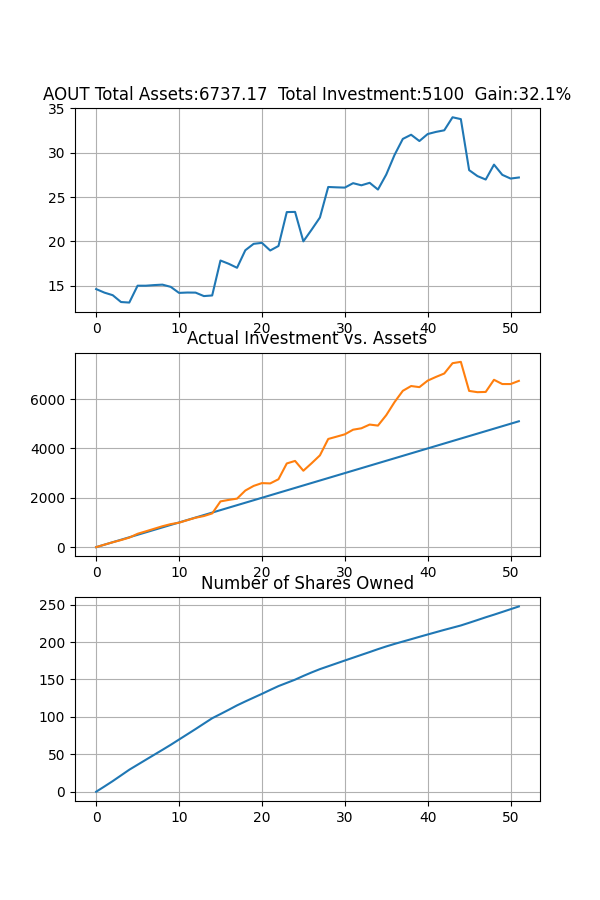 AOUT Total Assets:6737.17  Total Investment:5100  Gain:32.1%
35
30
25
20
15
0 10 20 30 40 50
Actual Investment vs. Assets
6000
4000
2000
0
0 10 20 30 40 50
Number of Shares Owned
250
200
150
100
50
0
0 10 20 30 40 50